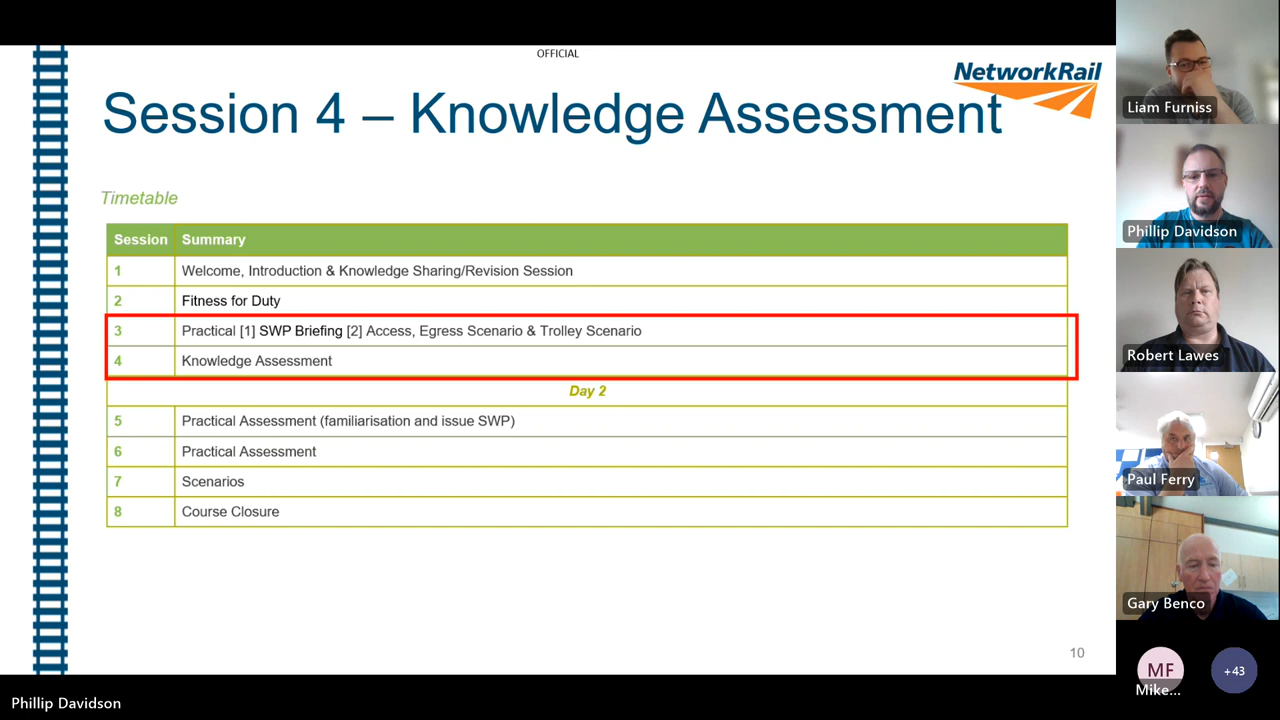 OFFICIAL
NetworkRail
Session 4 – Knowledge Assessment
Timetable
Session Summary
1 Welcome, Introduction & Knowledge Sharing/Revision Session
2 Fitness for Duty
3 Practical [1] SWP Briefing [2] Access, Egress Scenario & Trolley Scenario
4 Knowledge Assessment
Day 2
5 Practical Assessment (familiarisation and issue SWP)
6 Practical Assessment
7 Scenarios
8 Course Closure
10
Phillip Davidson
Liam Furniss
Phillip Davidson
Robert Lawes
Paul Ferry
Gary Benco
MF
Mike...
+43